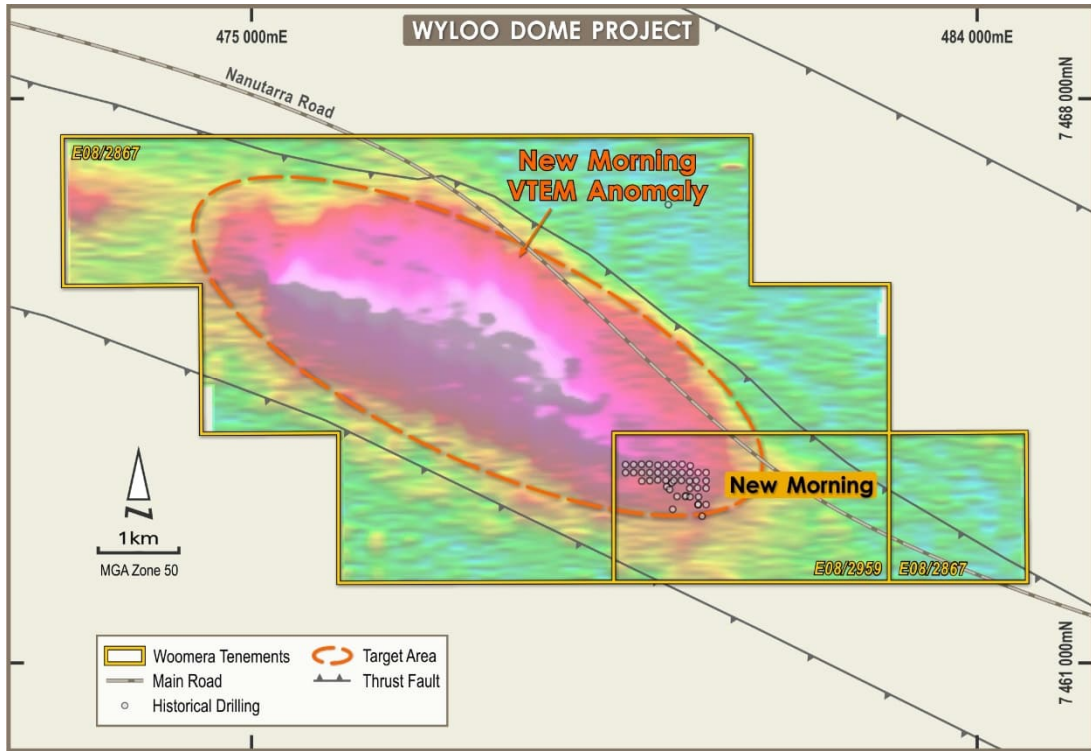 WYLOO DOME PROJECT
475 000mE
484 000mE
7 468 000mN
Nanutarra Road
E08/2867
New Morning
VTEM Anomaly
New Morning
N
1km
MGA Zone 50
E08/2959
E08/2867
7 461 000mN
Woomera Tenements
Target Area
Main Road
Thrust Fault
Historical Drilling